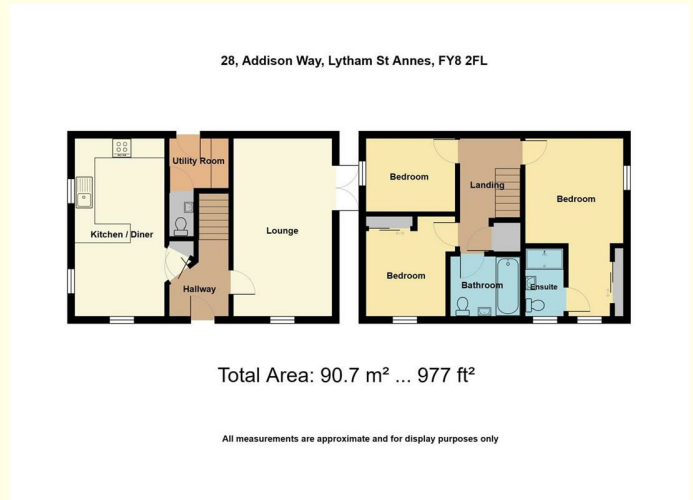 28, Addison Way, Lytham St Annes, FY8 2FL
Utility Room
Kitchen / Diner
Lounge
Hallway
Bedroom
Landing
Bedroom
Bedroom
Bathroom
Ensuite
Total Area: 90.7 m² ... 977 ft²
All measurements are approximate and for display purposes only